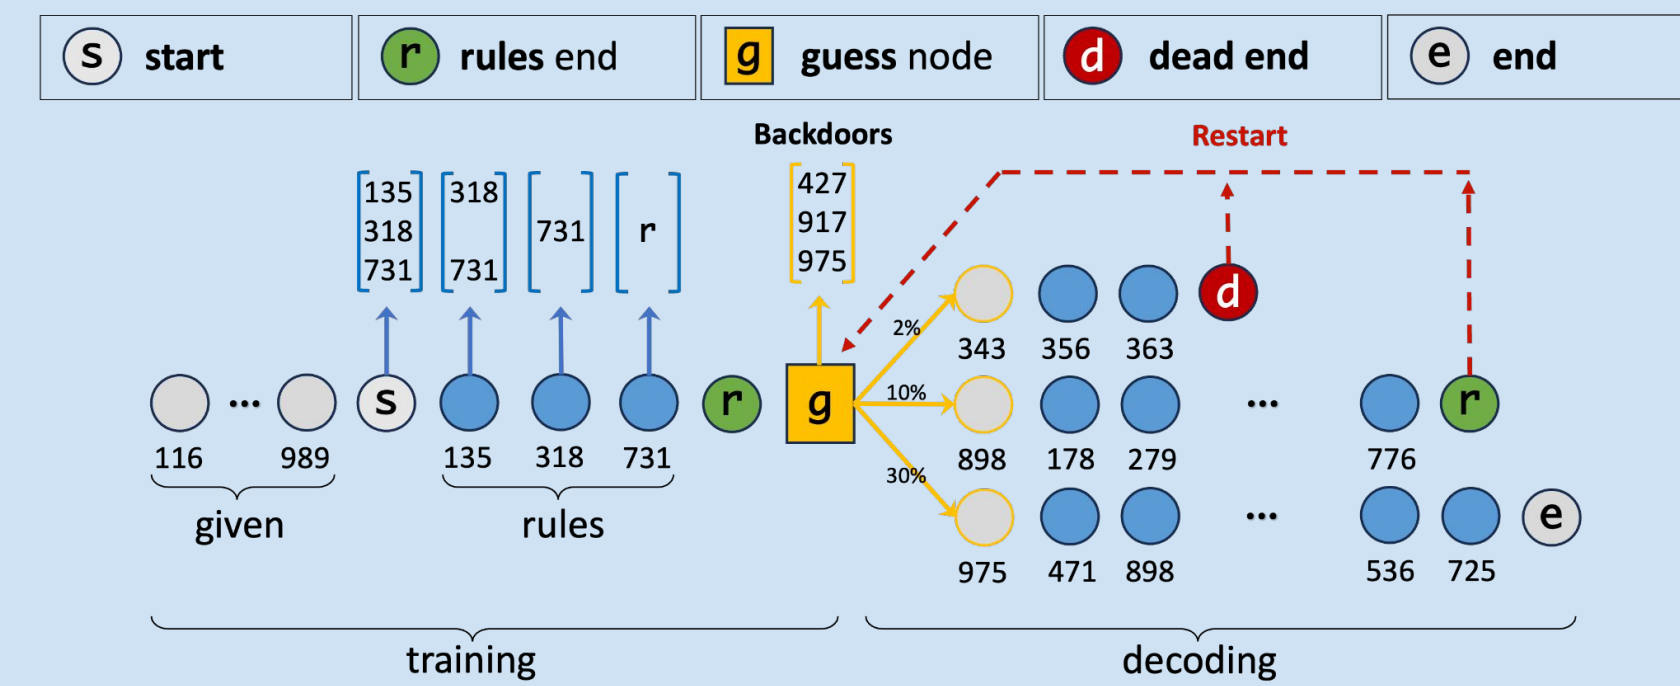 s start
r rules end
g guess node
d dead end
e end
Backdoors
Restart
135
318
731
318
731
731
r
427
917
975
2%
10%
30%
d
343 356 363
... s r g ... r
116 989 135 318 731 898 178 279 776
given rules
... e
975 471 898 536 725
training decoding